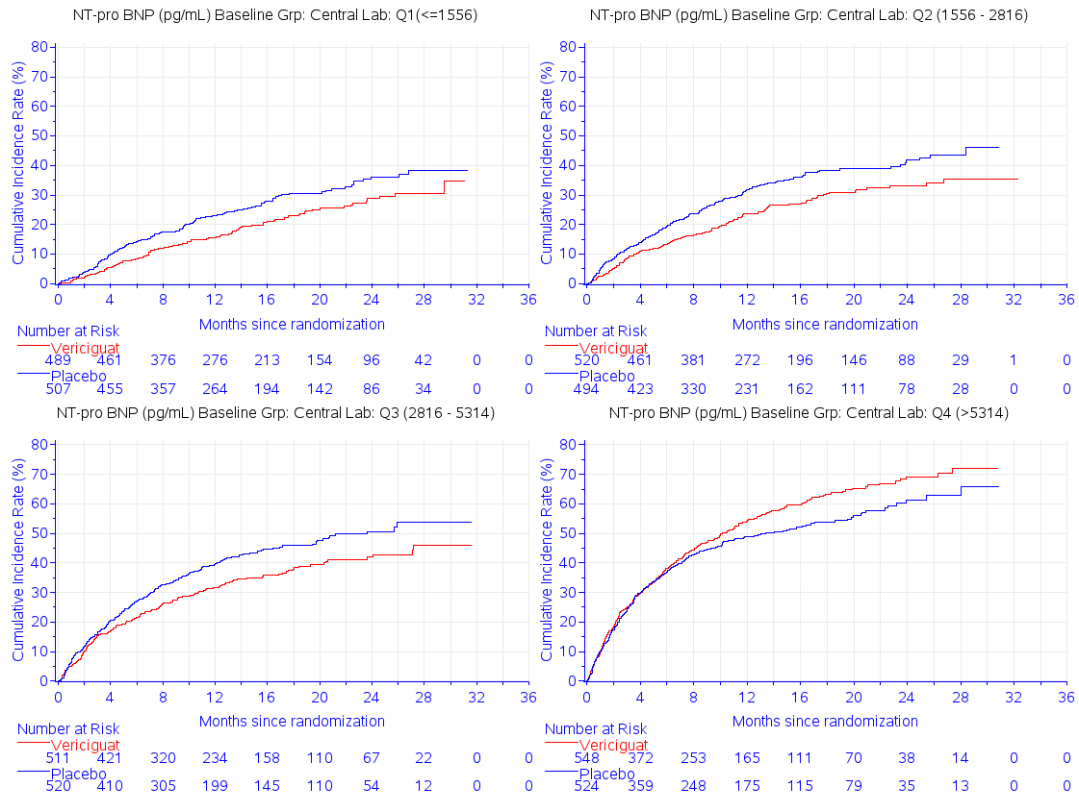 NT-pro BNP (pg/mL) Baseline Grp: Central Lab: Q1(<=1556)
Cumulative Incidence Rate (%)
80
70
60
50
40
30
20
10
0
0 4 8 12 16 20 24 28 32 36
Months since randomization
Number at Risk
Vericiguat
489 461 376 276 213 154 96 42 0 0
Placebo
507 455 357 264 194 142 86 34 0 0
NT-pro BNP (pg/mL) Baseline Grp: Central Lab: Q2 (1556 - 2816)
Cumulative Incidence Rate (%)
80
70
60
50
40
30
20
10
0
0 4 8 12 16 20 24 28 32 36
Months since randomization
Number at Risk
Vericiguat
520 461 381 272 196 146 88 29 1 0
Placebo
494 423 330 231 162 111 78 28 0 0
NT-pro BNP (pg/mL) Baseline Grp: Central Lab: Q3 (2816 - 5314)
Cumulative Incidence Rate (%)
80
70
60
50
40
30
20
10
0
0 4 8 12 16 20 24 28 32 36
Months since randomization
Number at Risk
Vericiguat
511 421 320 234 158 110 67 22 0 0
Placebo
520 410 305 199 145 110 54 12 0 0
NT-pro BNP (pg/mL) Baseline Grp: Central Lab: Q4 (>5314)
Cumulative Incidence Rate (%)
80
70
60
50
40
30
20
10
0
0 4 8 12 16 20 24 28 32 36
Months since randomization
Number at Risk
Vericiguat
548 372 253 165 111 70 38 14 0 0
Placebo
524 359 248 175 115 79 35 13 0 0